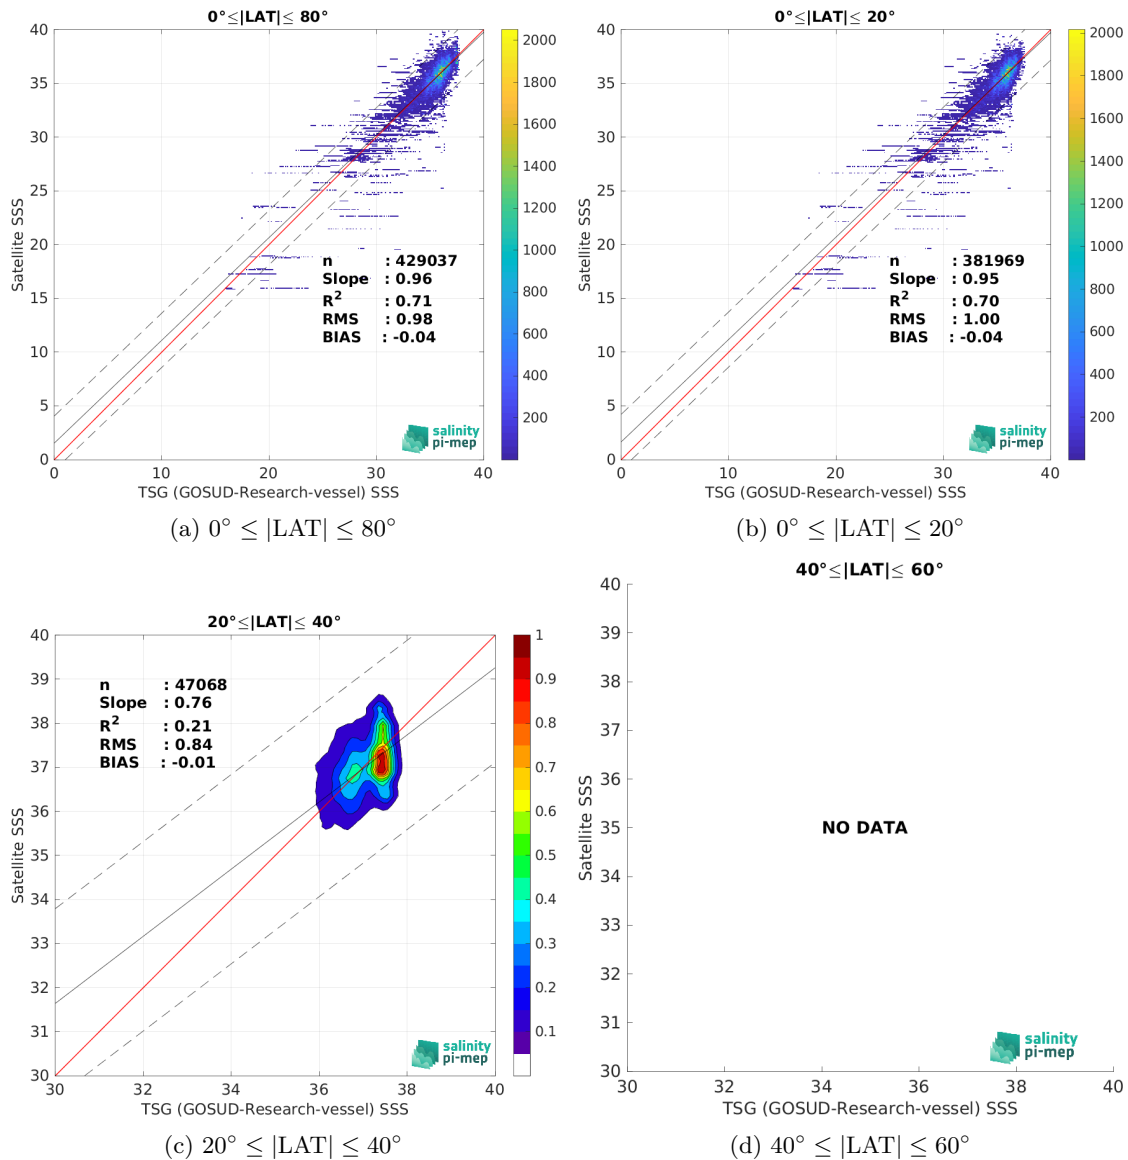 0°≤|LAT|≤ 80°
40
35
30
25
20
15
10
5
0
Satellite SSS
n : 429037
Slope : 0.96
R² : 0.71
RMS : 0.98
BIAS : -0.04
salinity
pi-mep
0 10 20 30 40
TSG (GOSUD-Research-vessel) SSS
2000
1800
1600
1400
1200
1000
800
600
400
200
(a) 0° ≤ |LAT| ≤ 80°
0°≤|LAT|≤ 20°
40
35
30
25
20
15
10
5
0
Satellite SSS
n : 381969
Slope : 0.95
R² : 0.70
RMS : 1.00
BIAS : -0.04
salinity
pi-mep
0 10 20 30 40
TSG (GOSUD-Research-vessel) SSS
2000
1800
1600
1400
1200
1000
800
600
400
200
(b) 0° ≤ |LAT| ≤ 20°
20°≤|LAT|≤ 40°
40
39
38
37
36
35
34
33
32
31
30
Satellite SSS
n : 47068
Slope : 0.76
R² : 0.21
RMS : 0.84
BIAS : -0.01
salinity
pi-mep
30 32 34 36 38 40
TSG (GOSUD-Research-vessel) SSS
1
0.9
0.8
0.7
0.6
0.5
0.4
0.3
0.2
0.1
(c) 20° ≤ |LAT| ≤ 40°
40°≤|LAT|≤ 60°
40
39
38
37
36
35
34
33
32
31
30
Satellite SSS
NO DATA
salinity
pi-mep
30 32 34 36 38 40
TSG (GOSUD-Research-vessel) SSS
(d) 40° ≤ |LAT| ≤ 60°